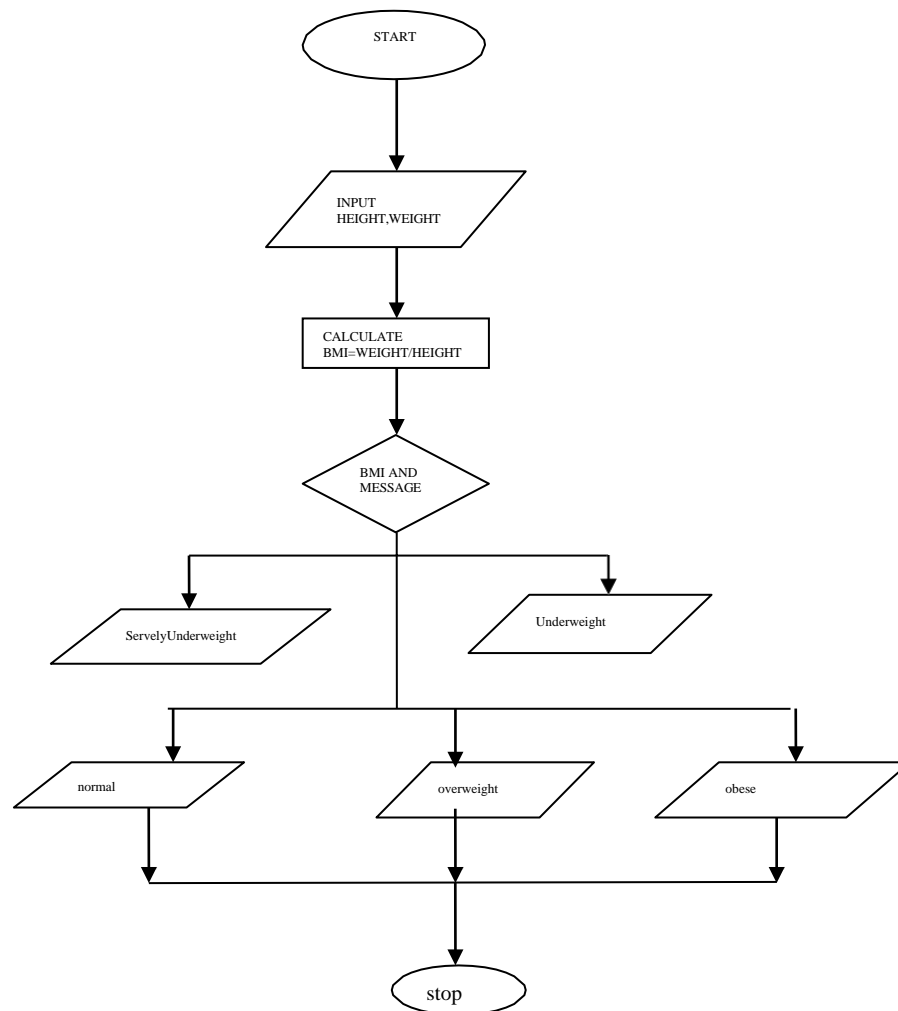 START
INPUT
HEIGHT,WEIGHT
CALCULATE
BMI=WEIGHT/HEIGHT
BMI AND
MESSAGE
ServelyUnderweight
Underweight
normal
overweight
obese
stop